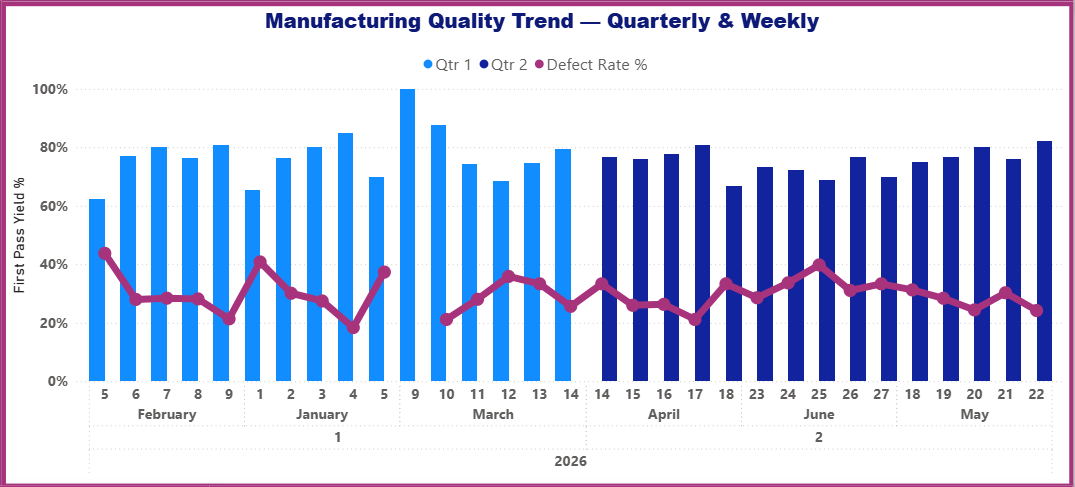 Manufacturing Quality Trend — Quarterly & Weekly
Qtr 1 Qtr 2 Defect Rate %
First Pass Yield %
100%
80%
60%
40%
20%
0%
5 6 7 8 9 1 2 3 4 5 9 10 11 12 13 14 14 15 16 17 18 23 24 25 26 27 18 19 20 21 22
February January March April June May
1 2
2026